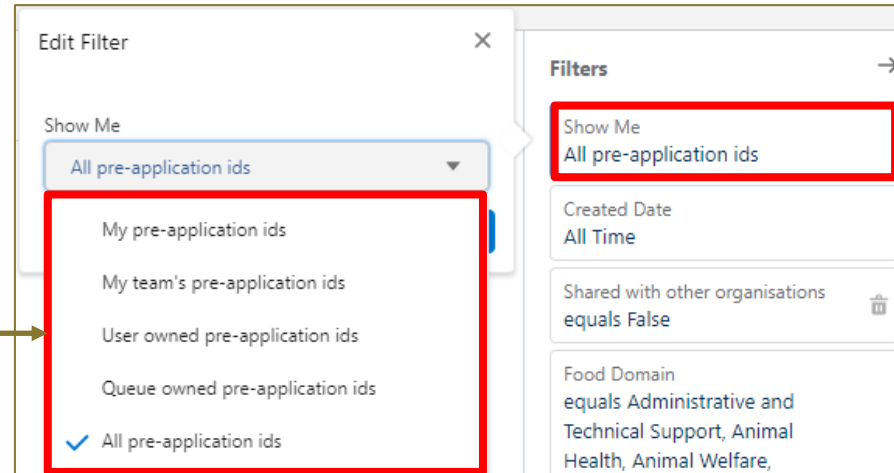 Edit Filter
Show Me
All pre-application ids
My pre-application ids
My team's pre-application ids
User owned pre-application ids
Queue owned pre-application ids
All pre-application ids
Filters
Show Me
All pre-application ids
Created Date
All Time
Shared with other organisations
equals False
Food Domain
equals Administrative and
Technical Support, Animal
Health, Animal Welfare,